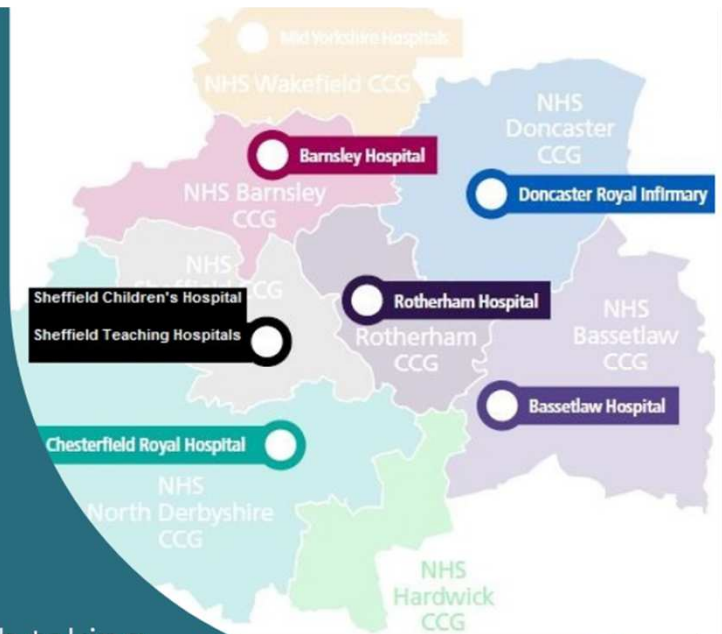 Mid Yorkshire Hospitals
NHS Wakefield CCG
NHS
Doncaster
CCG
Barnsley Hospital
Doncaster Royal Infirmary
NHS Barnsley
CCG
NHS
CG
Sheffield Children's Hospital
Sheffield Teaching Hospitals
Rotherham Hospital
Rotherham
CCG
NHS
Bassetlaw
CCG
Bassetlaw Hospital
Chesterfield Royal Hospital
NHS
North Derbyshire
CCG
NHS
Hardwick
CCG